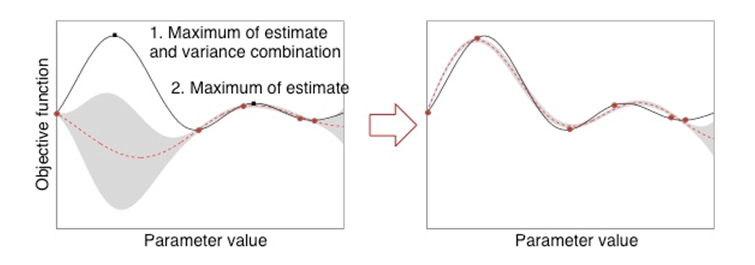 1. Maximum of estimate
and variance combination
2. Maximum of estimate
Objective function
Parameter value
Parameter value